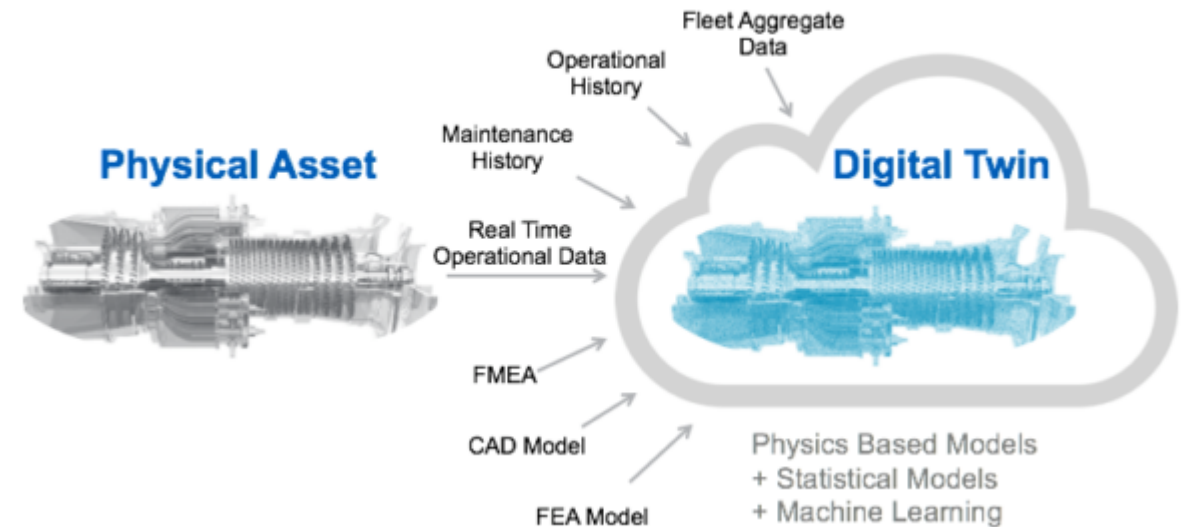 Fleet Aggregate
Data
Operational
History
Maintenance
History
Physical Asset
Digital Twin
Real Time
Operational Data
FMEA
CAD Model
FEA Model
Physics Based Models
+ Statistical Models
+ Machine Learning